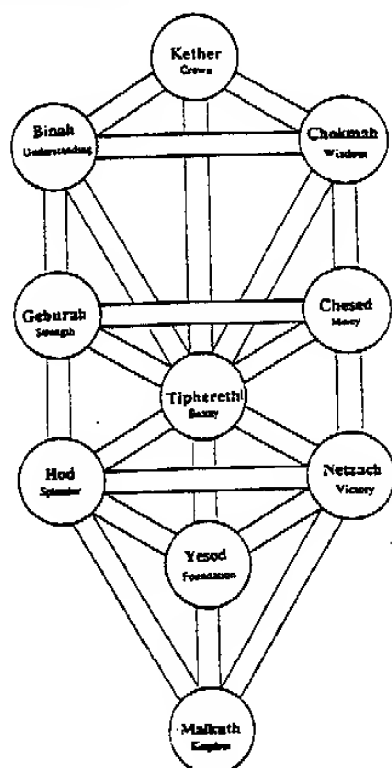 Kether
Crown
Binah
Understanding
Chokmah
Wisdom
Geburah
Strength
Chesed
Mercy
Tiphereth
Beauty
Hod
Splendor
Netzach
Victory
Yesod
Foundation
Malkuth
Kingdom